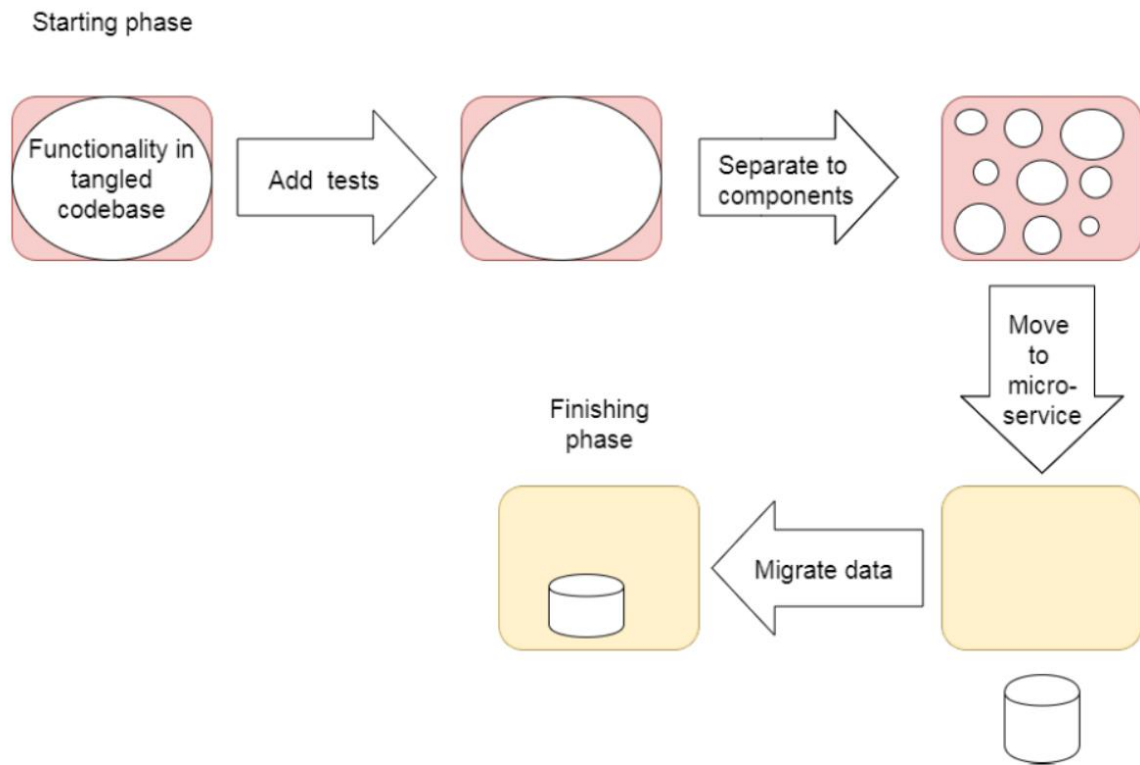 Starting phase
Functionality in
tangled
codebase
Add tests
Separate to
components
Move
to
micro-
service
Finishing
phase
Migrate data